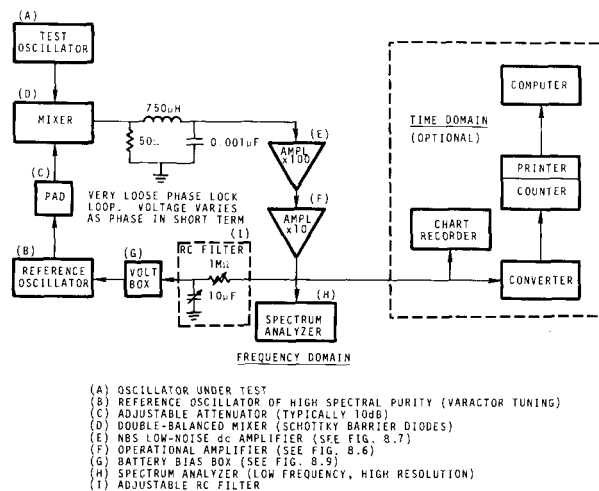 (A)
TEST
OSCILLATOR
(D)
MIXER
750μH
50Ω
0.001μF
(E)
AMPL
x100
(C)
PAD
VERY LOOSE PHASE LOCK
LOOP. VOLTAGE VARIES
AS PHASE IN SHORT TERM
(F)
AMPL
x10
(I)
(B)
REFERENCE
OSCILLATOR
(G)
VOLT
BOX
RC FILTER
1MΩ
10μF
(H)
SPECTRUM
ANALYZER
FREQUENCY DOMAIN
TIME DOMAIN
(OPTIONAL)
COMPUTER
PRINTER
COUNTER
CHART
RECORDER
CONVERTER
(A) OSCILLATOR UNDER TEST
(B) REFERENCE OSCILLATOR OF HIGH SPECTRAL PURITY (VARACTOR TUNING)
(C) ADJUSTABLE ATTENUATOR (TYPICALLY 10dB)
(D) DOUBLE-BALANCED MIXER (SCHOTTKY BARRIER DIODES)
(E) NBS LOW-NOISE dc AMPLIFIER (SEE FIG. 8.7)
(F) OPERATIONAL AMPLIFIER (SEE FIG. 8.6)
(G) BATTERY BIAS BOX (SEE FIG. 8.9)
(H) SPECTRUM ANALYZER (LOW FREQUENCY, HIGH RESOLUTION)
(I) ADJUSTABLE RC FILTER